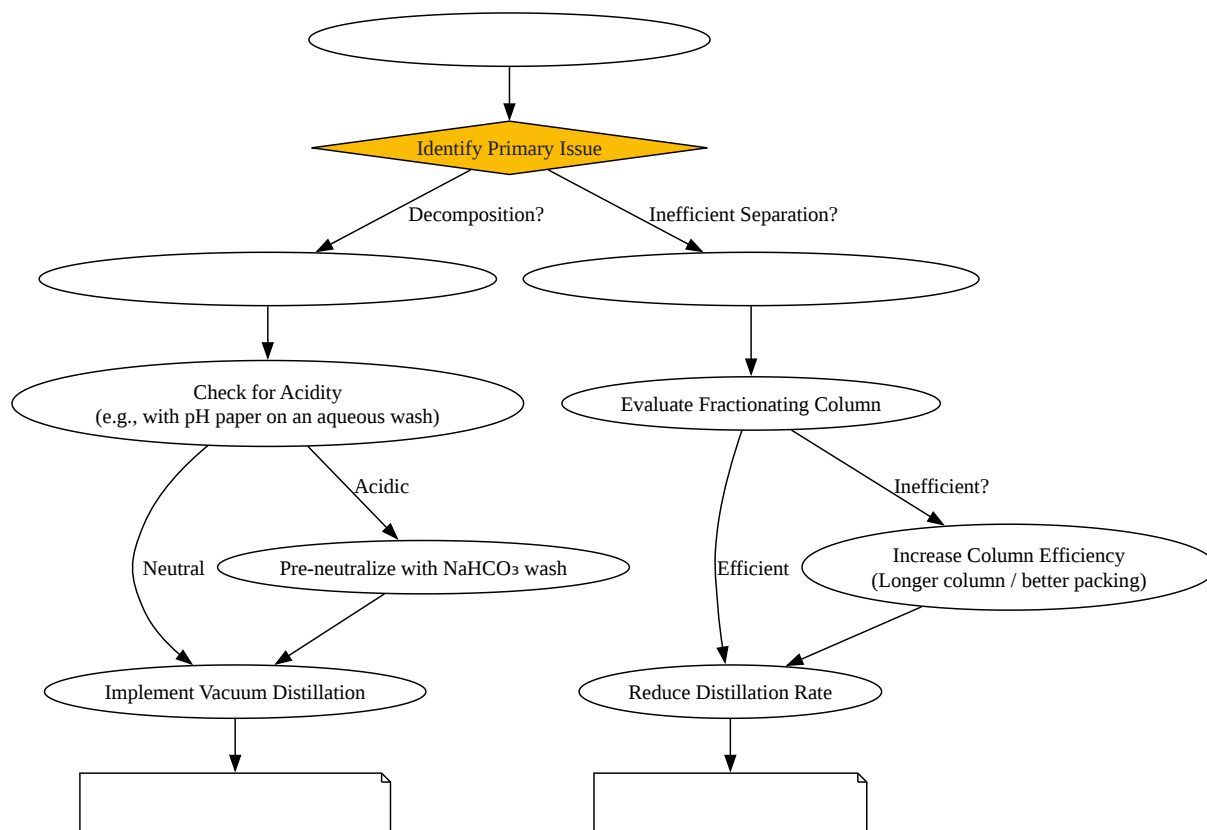 Identify Primary Issue
Decomposition?
Inefficient Separation?
Check for Acidity
(e.g., with pH paper on an aqueous wash)
Evaluate Fractionating Column
Acidic
Inefficient?
Neutral
Pre-neutralize with NaHCO₃ wash
Efficient
Increase Column Efficiency
(Longer column / better packing)
Implement Vacuum Distillation
Reduce Distillation Rate